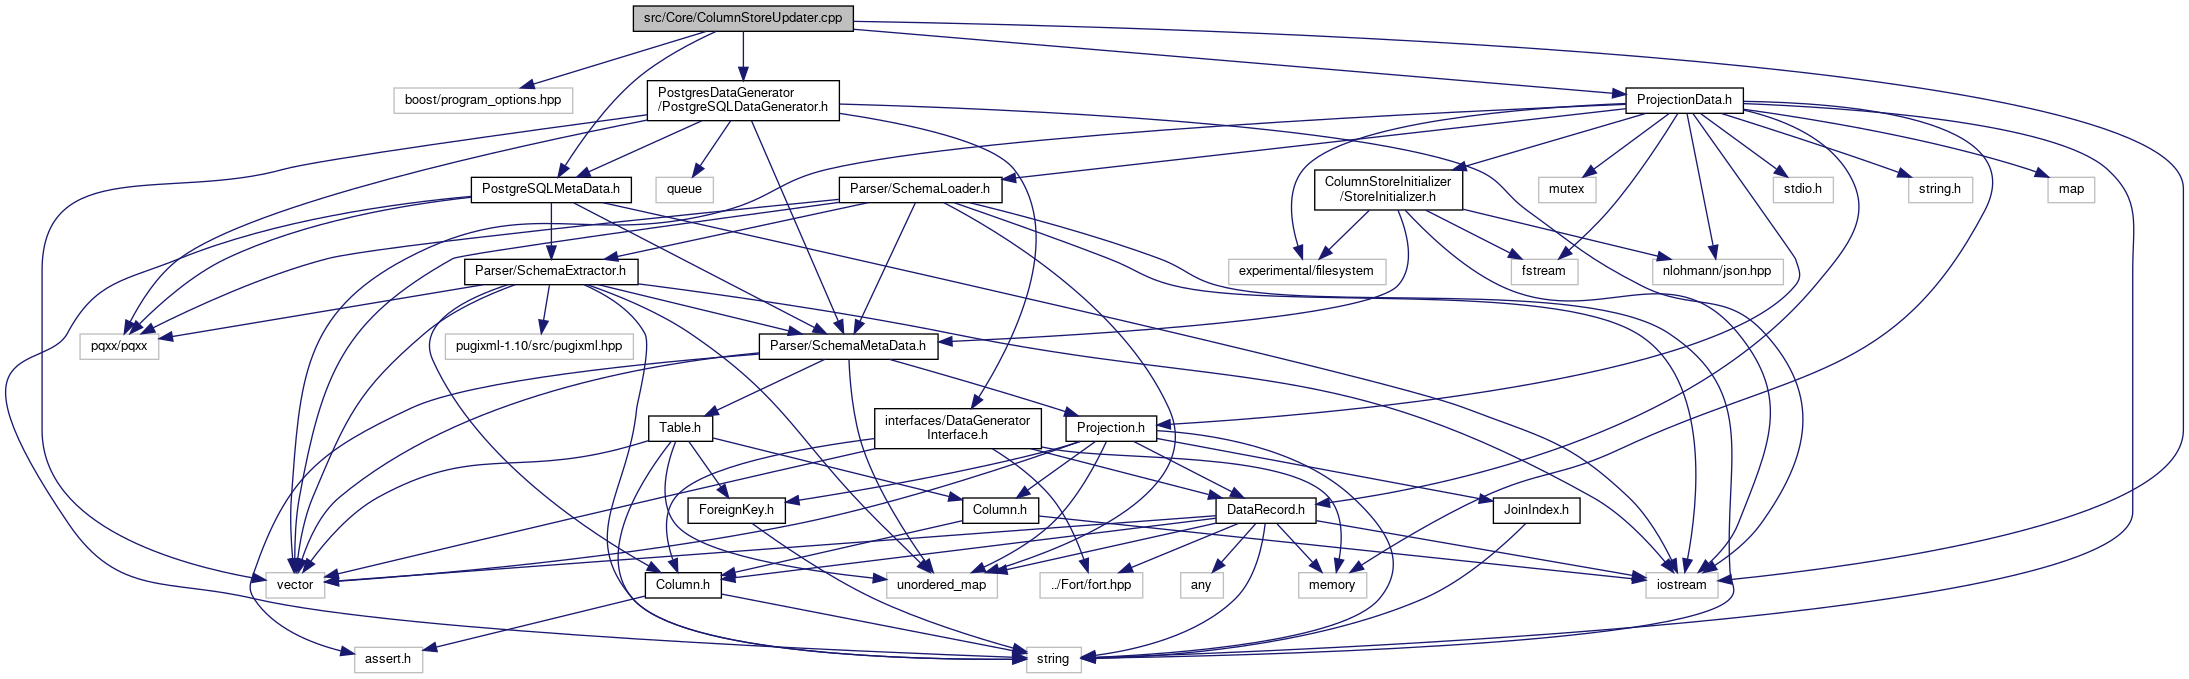 src/Core/ColumnStoreUpdater.cpp
boost/program_options.hpp
PostgresDataGenerator
/PostgreSQLDataGenerator.h
ProjectionData.h
PostgreSQLMetaData.h
queue
Parser/SchemaLoader.h
ColumnStoreInitializer
/StoreInitializer.h
mutex
stdio.h
string.h
map
Parser/SchemaExtractor.h
experimental/filesystem
fstream
nlohmann/json.hpp
pqxx/pqxx
pugixml-1.10/src/pugixml.hpp
Parser/SchemaMetaData.h
Table.h
interfaces/DataGenerator
Interface.h
Projection.h
ForeignKey.h
Column.h
DataRecord.h
JoinIndex.h
vector
Column.h
unordered_map
../Fort/fort.hpp
any
memory
iostream
assert.h
string